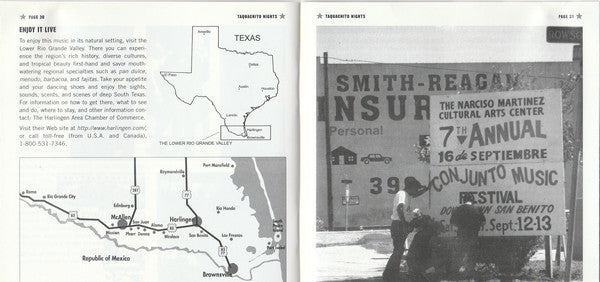 PAGE 30
TAQUACHITO NIGHTS
ENJOY IT LIVE
To enjoy this music in its natural setting, visit the
Lower Rio Grande Valley. There you can experi-
ence the region's rich history, diverse cultures,
and tropical beauty first-hand and savor mouth-
watering regional specialties such as pan dulce,
menudo, barbacoa, and fajitas. Take your appetite
and your dancing shoes and enjoy the sights,
sounds, scents, and scenes of deep South Texas.
For information on how to get there, what to see
and do, where to stay, and other information con-
tact: The Harlingen Area Chamber of Commerce.
Visit their Web site at http://www.harlingen.com/
or call toll-free (from U.S.A. and Canada),
1-800-531-7346.
TEXAS
Amarillo
Dallas
El Paso
Austin
Houston
Harlingen
Brownsville
THE LOWER RIO GRANDE VALLEY
Raymondville
Port Mansfield
Roma
Rio Grande City
281
77
Edinburg
Rio Hondo
McAllen
Harlingen
83
Mission
Pharr
San Juan
Donna
Alamo
Weslaco
83
San Benito
Los Fresnos
Port Isabel
Republic of Mexico
Brownsville
TAQUACHITO NIGHTS
PAGE 31
SMITH-REAGAN
INSUR
Personal
39
THE NARCISO MARTINEZ
CULTURAL ARTS CENTER
7TH ANNUAL
16 de SEPTIEMBRE
CONJUNTO MUSIC
FESTIVAL
SAN BENITO
Sept. 12-13